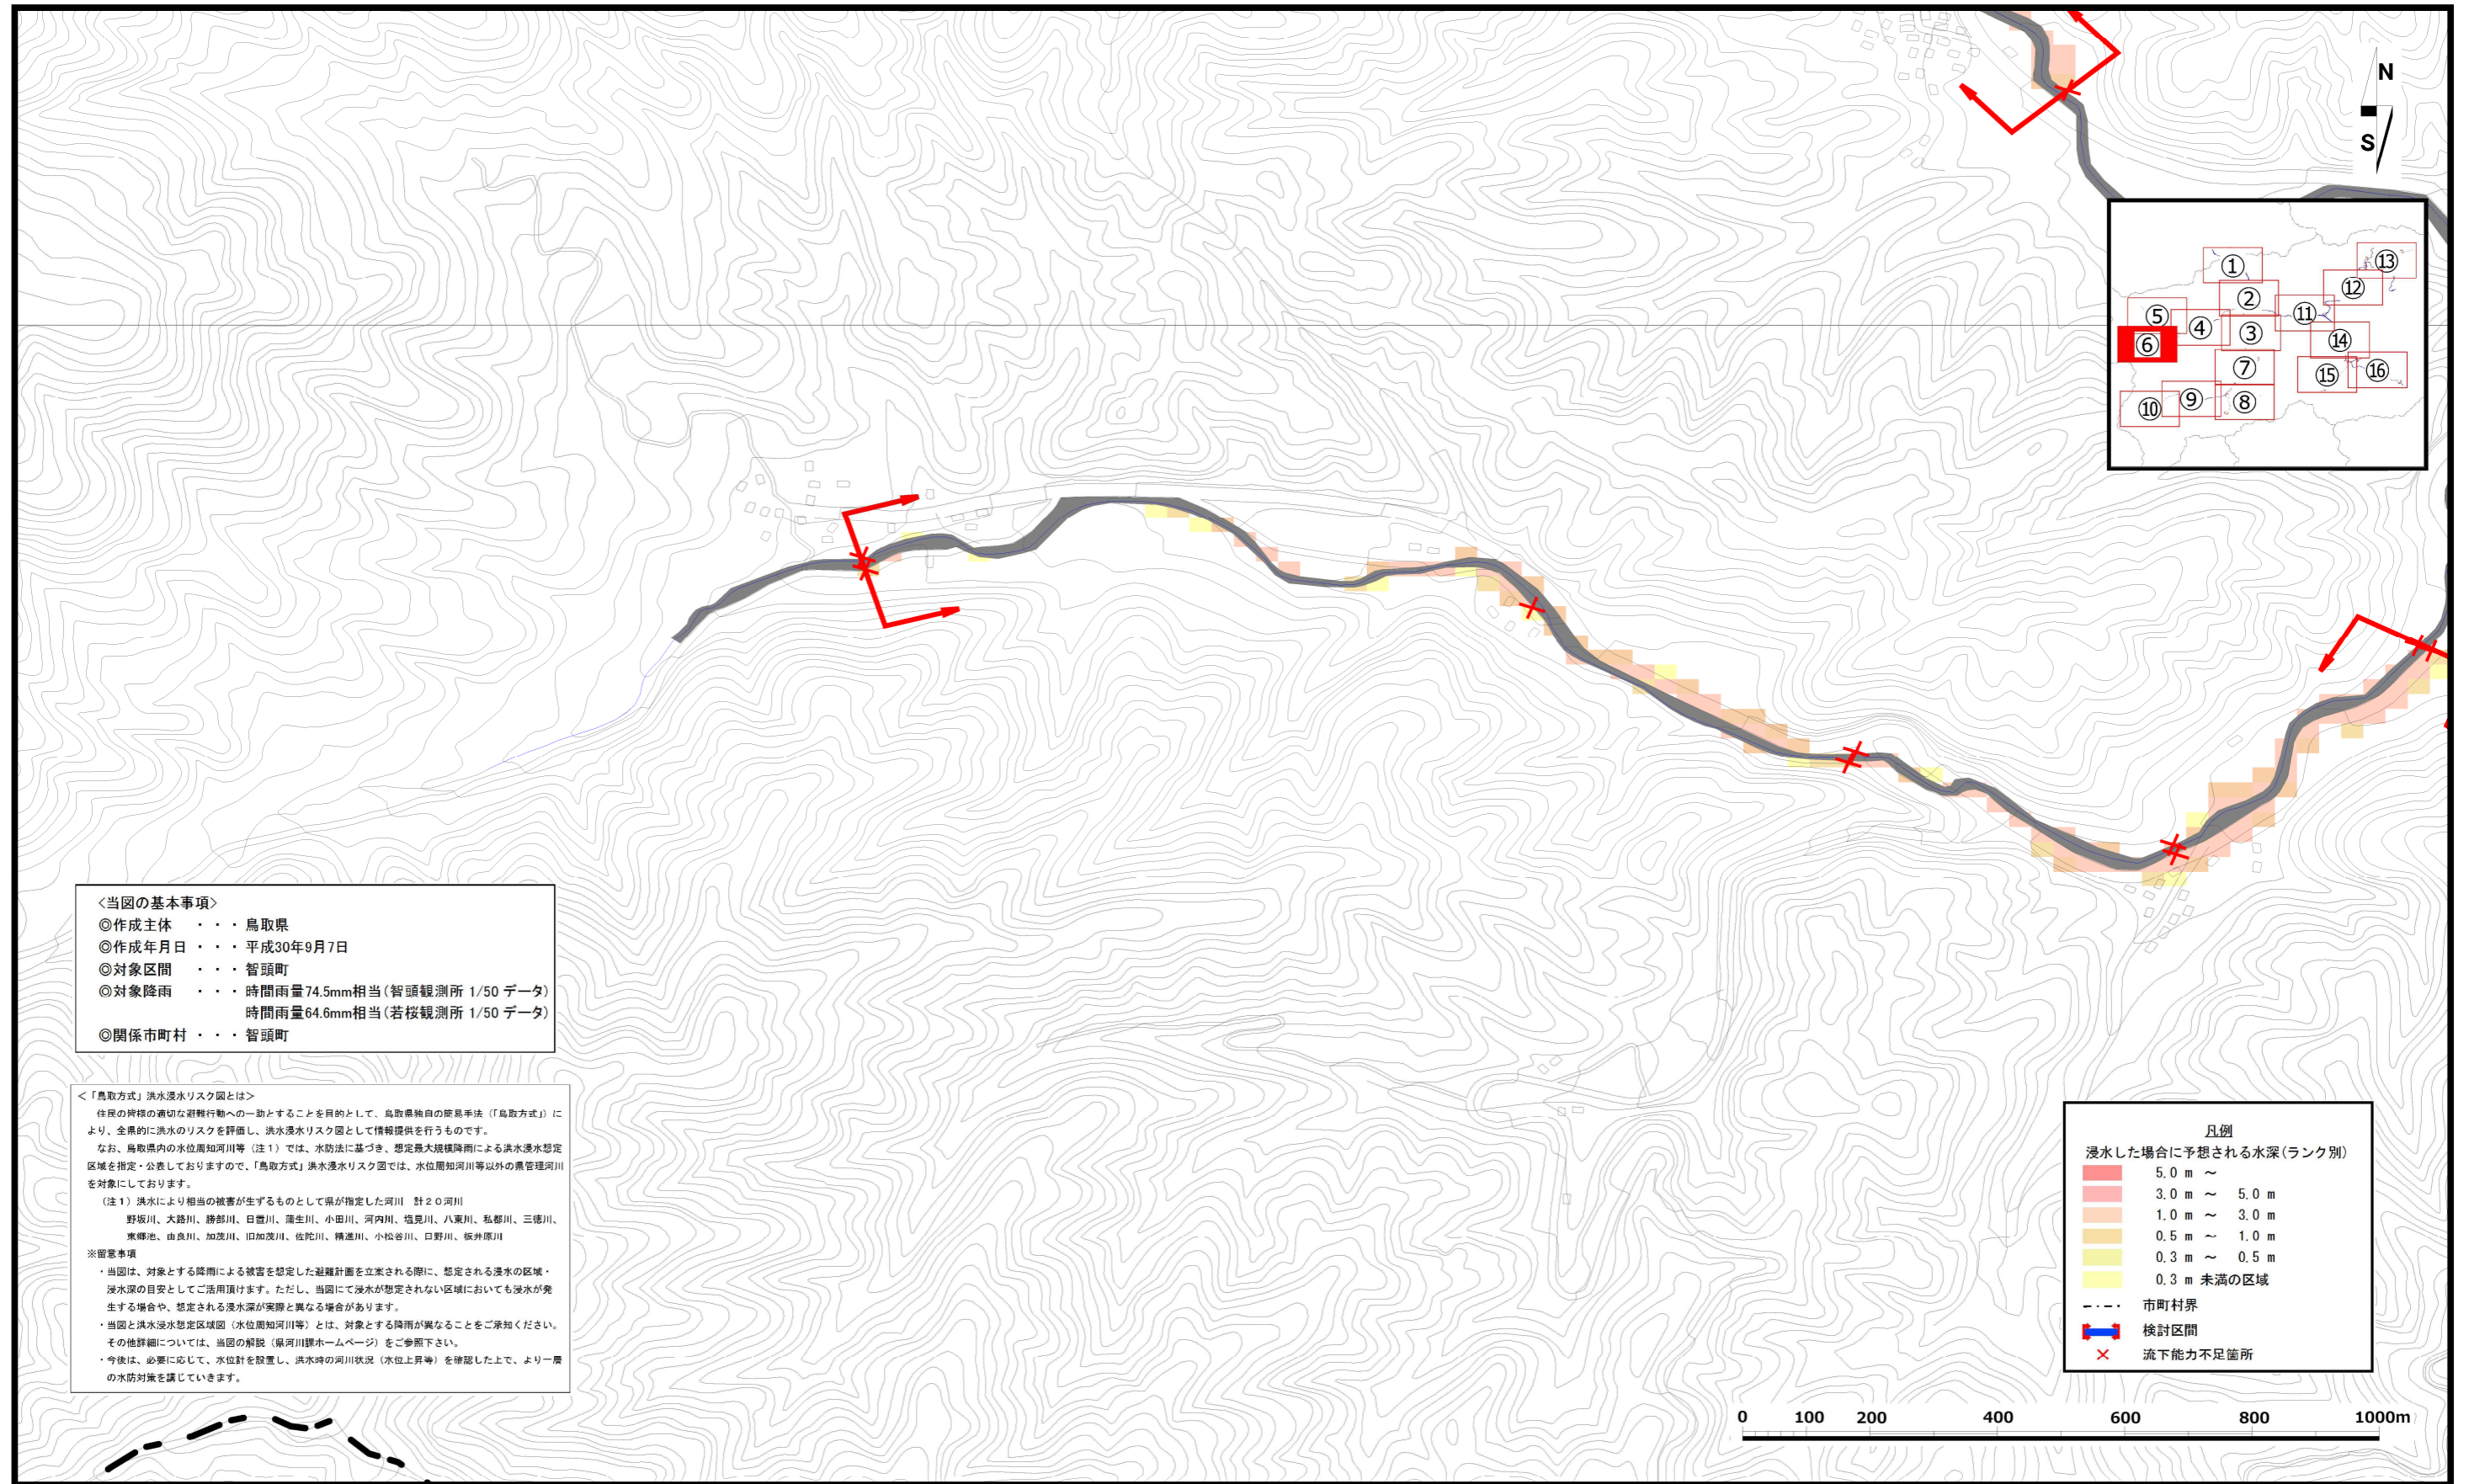 N
S
①
②
③
④
⑤
⑥
⑦
⑧
⑨
⑩
⑪
⑫
⑬
⑭
⑮
⑯
<当図の基本事項>
◎作成主体 ・・・ 鳥取県
◎作成年月日 ・・・ 平成30年9月7日
◎対象区間 ・・・ 智頭町
◎対象降雨 ・・・ 時間雨量74.5mm相当(智頭観測所 1/50 データ)
時間雨量64.6mm相当(若桜観測所 1/50 データ)
◎関係市町村 ・・・ 智頭町
<「鳥取方式」洪水浸水リスク図とは>
住民の皆様の適切な避難行動への一助とすることを目的として、鳥取県独自の簡易手法(「鳥取方式」)に
より、全県的に洪水のリスクを評価し、洪水浸水リスク図として情報提供を行うものです。
なお、鳥取県内の水位周知河川等(注1)では、水防法に基づき、想定最大規模降雨による洪水浸水想定
区域を指定・公表しておりますので、「鳥取方式」洪水浸水リスク図では、水位周知河川等以外の県管理河川
を対象にしております。
(注1)洪水により相当の被害が生ずるものとして県が指定した河川 計20河川
野坂川、大路川、勝部川、日置川、蒲生川、小田川、河内川、塩見川、八東川、私都川、三徳川、
東郷池、由良川、加茂川、旧加茂川、佐陀川、精進川、小松谷川、日野川、板井原川
※留意事項
・当図は、対象とする降雨による被害を想定した避難計画を立案される際に、想定される浸水の区域・
浸水深の目安としてご活用頂けます。ただし、当図にて浸水が想定されない区域においても浸水が発
生する場合や、想定される浸水深が実際と異なる場合があります。
・当図と洪水浸水想定区域図(水位周知河川等)とは、対象とする降雨が異なることをご承知ください。
その他詳細については、当図の解説(県河川課ホームページ)をご参照下さい。
・今後は、必要に応じて、水位計を設置し、洪水時の河川状況(水位上昇等)を確認した上で、より一層
の水防対策を講じていきます。
凡例
浸水した場合に予想される水深(ランク別)
5.0 m ~
3.0 m ~ 5.0 m
1.0 m ~ 3.0 m
0.5 m ~ 1.0 m
0.3 m ~ 0.5 m
0.3 m 未満の区域
市町村界
検討区間
流下能力不足箇所
0 100 200 400 600 800 1000m